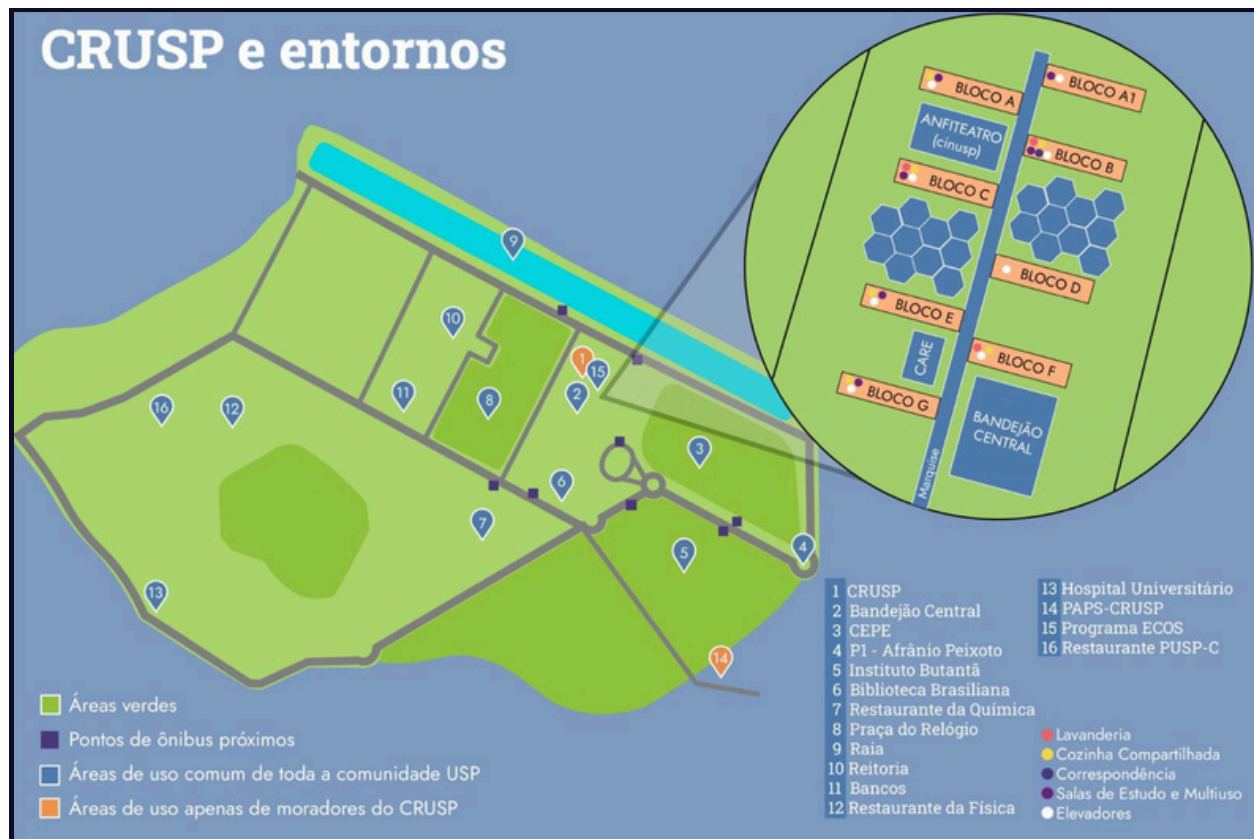 CRUSP e entornos
BLOCO A
BLOCO A1
ANFITEATRO
(cinusp)
BLOCO B
BLOCO C
BLOCO D
BLOCO E
CARE
BLOCO F
BLOCO G
BANDEJÃO
CENTRAL
Marquise
9
10
1
15
11
8
2
16
12
3
6
7
5
4
13
14
Áreas verdes
Pontos de ônibus próximos
Áreas de uso comum de toda a comunidade USP
Áreas de uso apenas de moradores do CRUSP
1 CRUSP
2 Bandejão Central
3 CEPE
4 P1 - Afrânio Peixoto
5 Instituto Butantã
6 Biblioteca Brasiliana
7 Restaurante da Química
8 Praça do Relógio
9 Raia
10 Reitoria
11 Bancos
12 Restaurante da Física
13 Hospital Universitário
14 PAPS-CRUSP
15 Programa ECOS
16 Restaurante PUSP-C
Lavanderia
Cozinha Compartilhada
Correspondência
Salas de Estudo e Multiuso
Elevadores